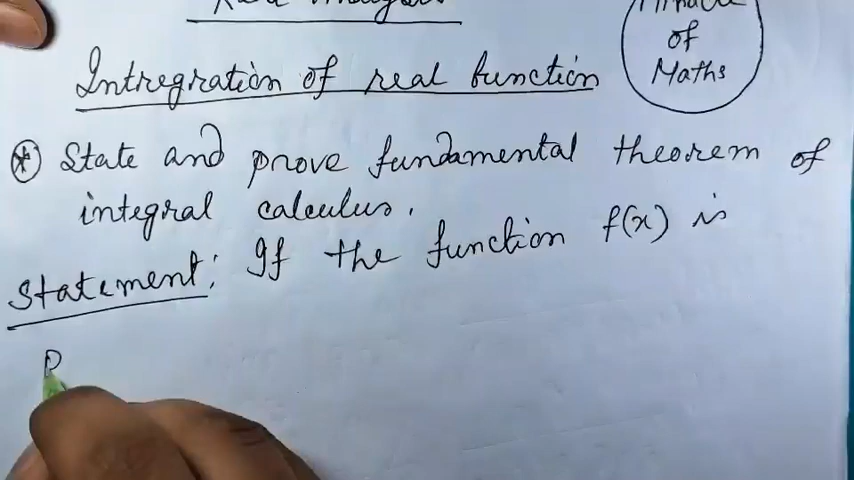 of
Maths
Intregration of real function
* State and prove fundamental theorem of
integral calculus.
Statement: If the function f(x) is
R